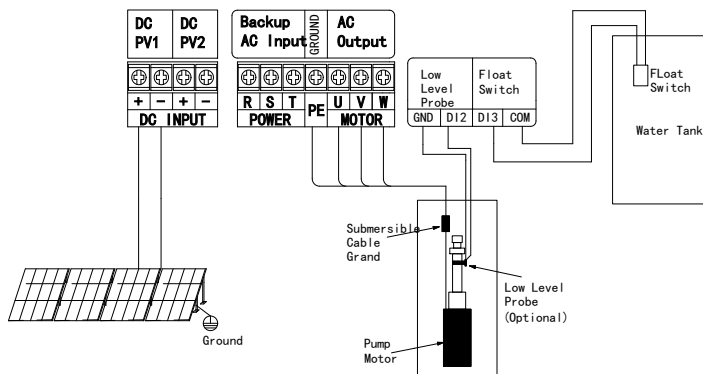 DC DC
PV1 PV2
+ - + -
DC INPUT
Backup
AC Input
GROUND
AC
Output
R S T PE U V W
POWER MOTOR
Low
Level
Probe
Float
Switch
GND DI2 DI3 COM
FLoat
Switch
Water Tank
Submersible
Cable
Grand
Low Level
Probe
(Optional)
Pump
Motor
Ground